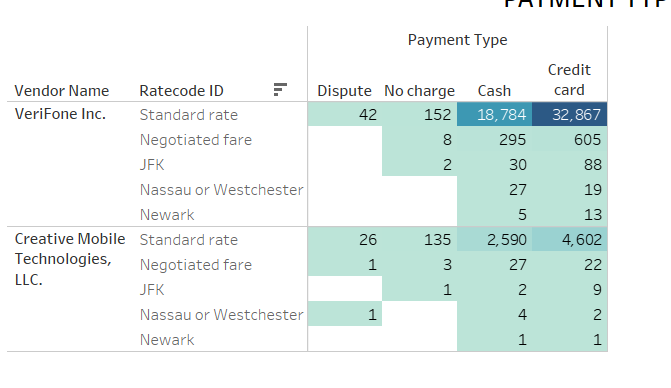 Payment Type
Credit
Vendor Name Ratecode ID Dispute No charge Cash card
VeriFone Inc. Standard rate 42 152 18,784 32,867
Negotiated fare 8 295 605
JFK 2 30 88
Nassau or Westchester 27 19
Newark 5 13
Creative Mobile Standard rate 26 135 2,590 4,602
Technologies, Negotiated fare 1 3 27 22
LLC.
JFK 1 2 9
Nassau or Westchester 1 4 2
Newark 1 1